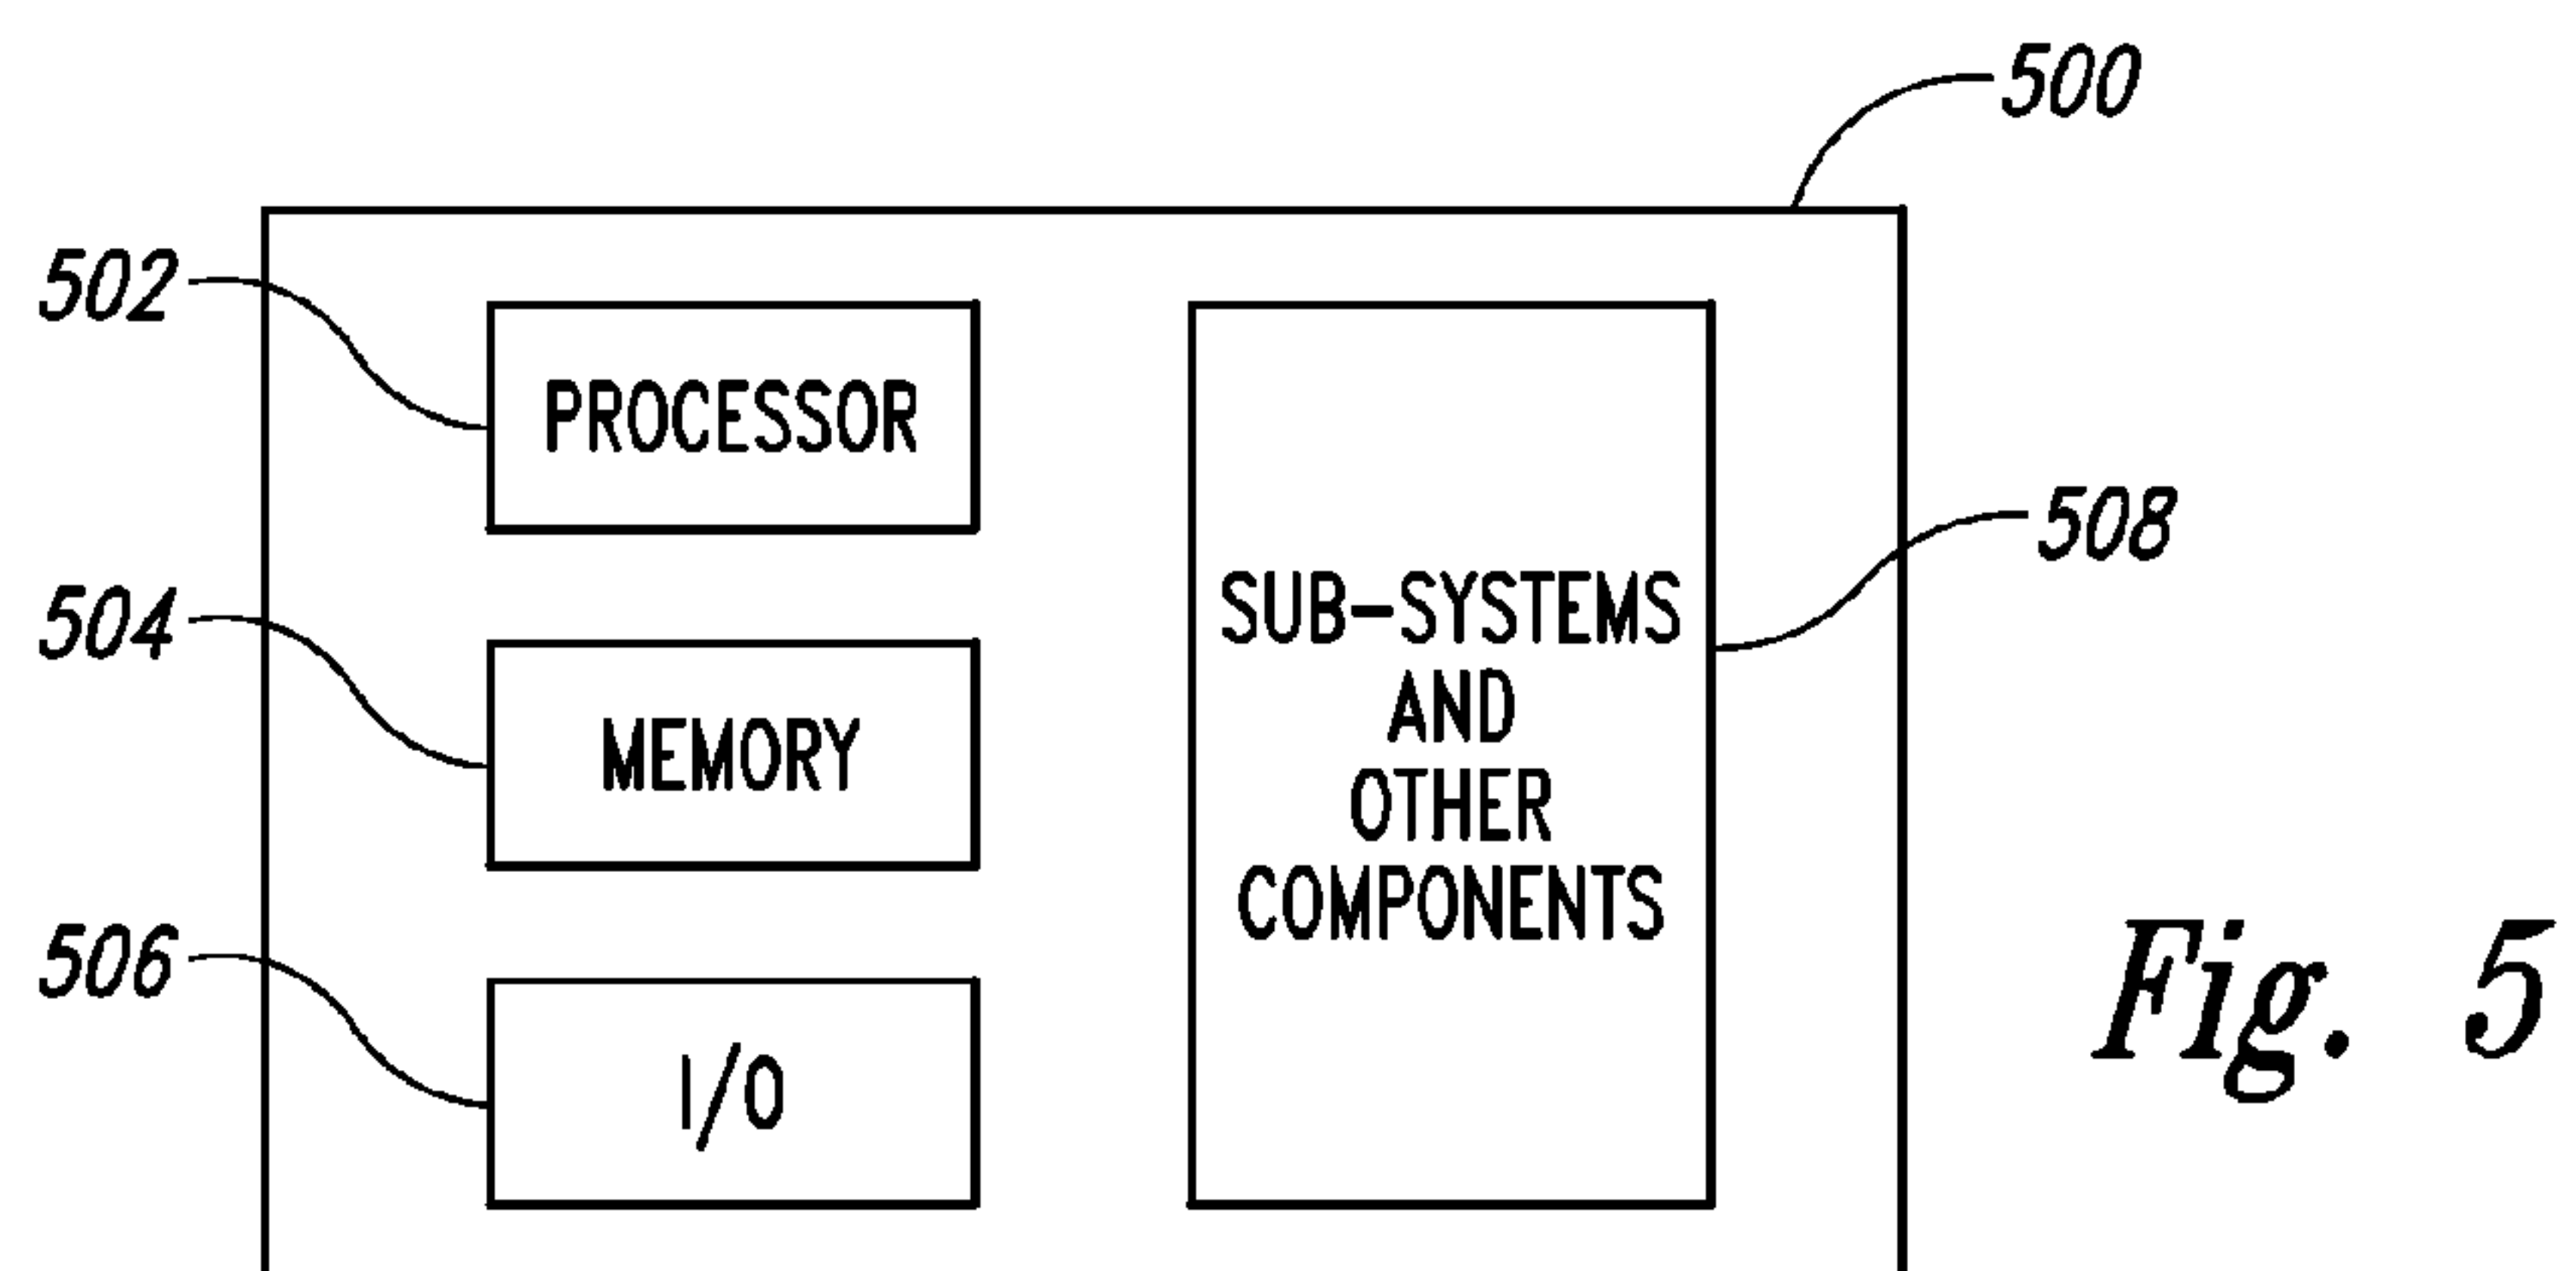 500
502
PROCESSOR
508
SUB-SYSTEMS
AND
OTHER
COMPONENTS
504
MEMORY
506
I/O
Fig. 5